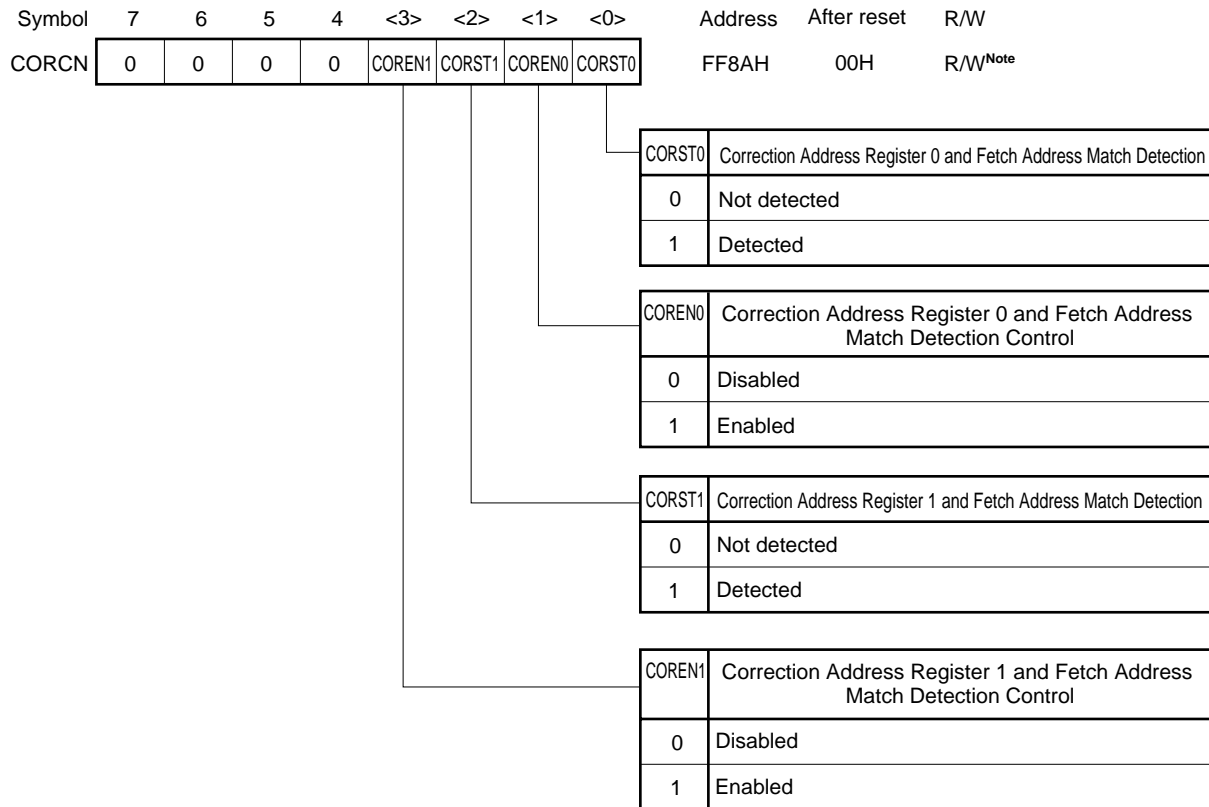 Symbol 7 6 5 4 <3> <2> <1> <0> Address After reset R/W
CORCN 0 0 0 0 COREN1 CORST1 COREN0 CORST0 FF8AH 00H R/WNote
CORST0 Correction Address Register 0 and Fetch Address Match Detection
0 Not detected
1 Detected
COREN0 Correction Address Register 0 and Fetch Address
Match Detection Control
0 Disabled
1 Enabled
CORST1 Correction Address Register 1 and Fetch Address Match Detection
0 Not detected
1 Detected
COREN1 Correction Address Register 1 and Fetch Address
Match Detection Control
0 Disabled
1 Enabled